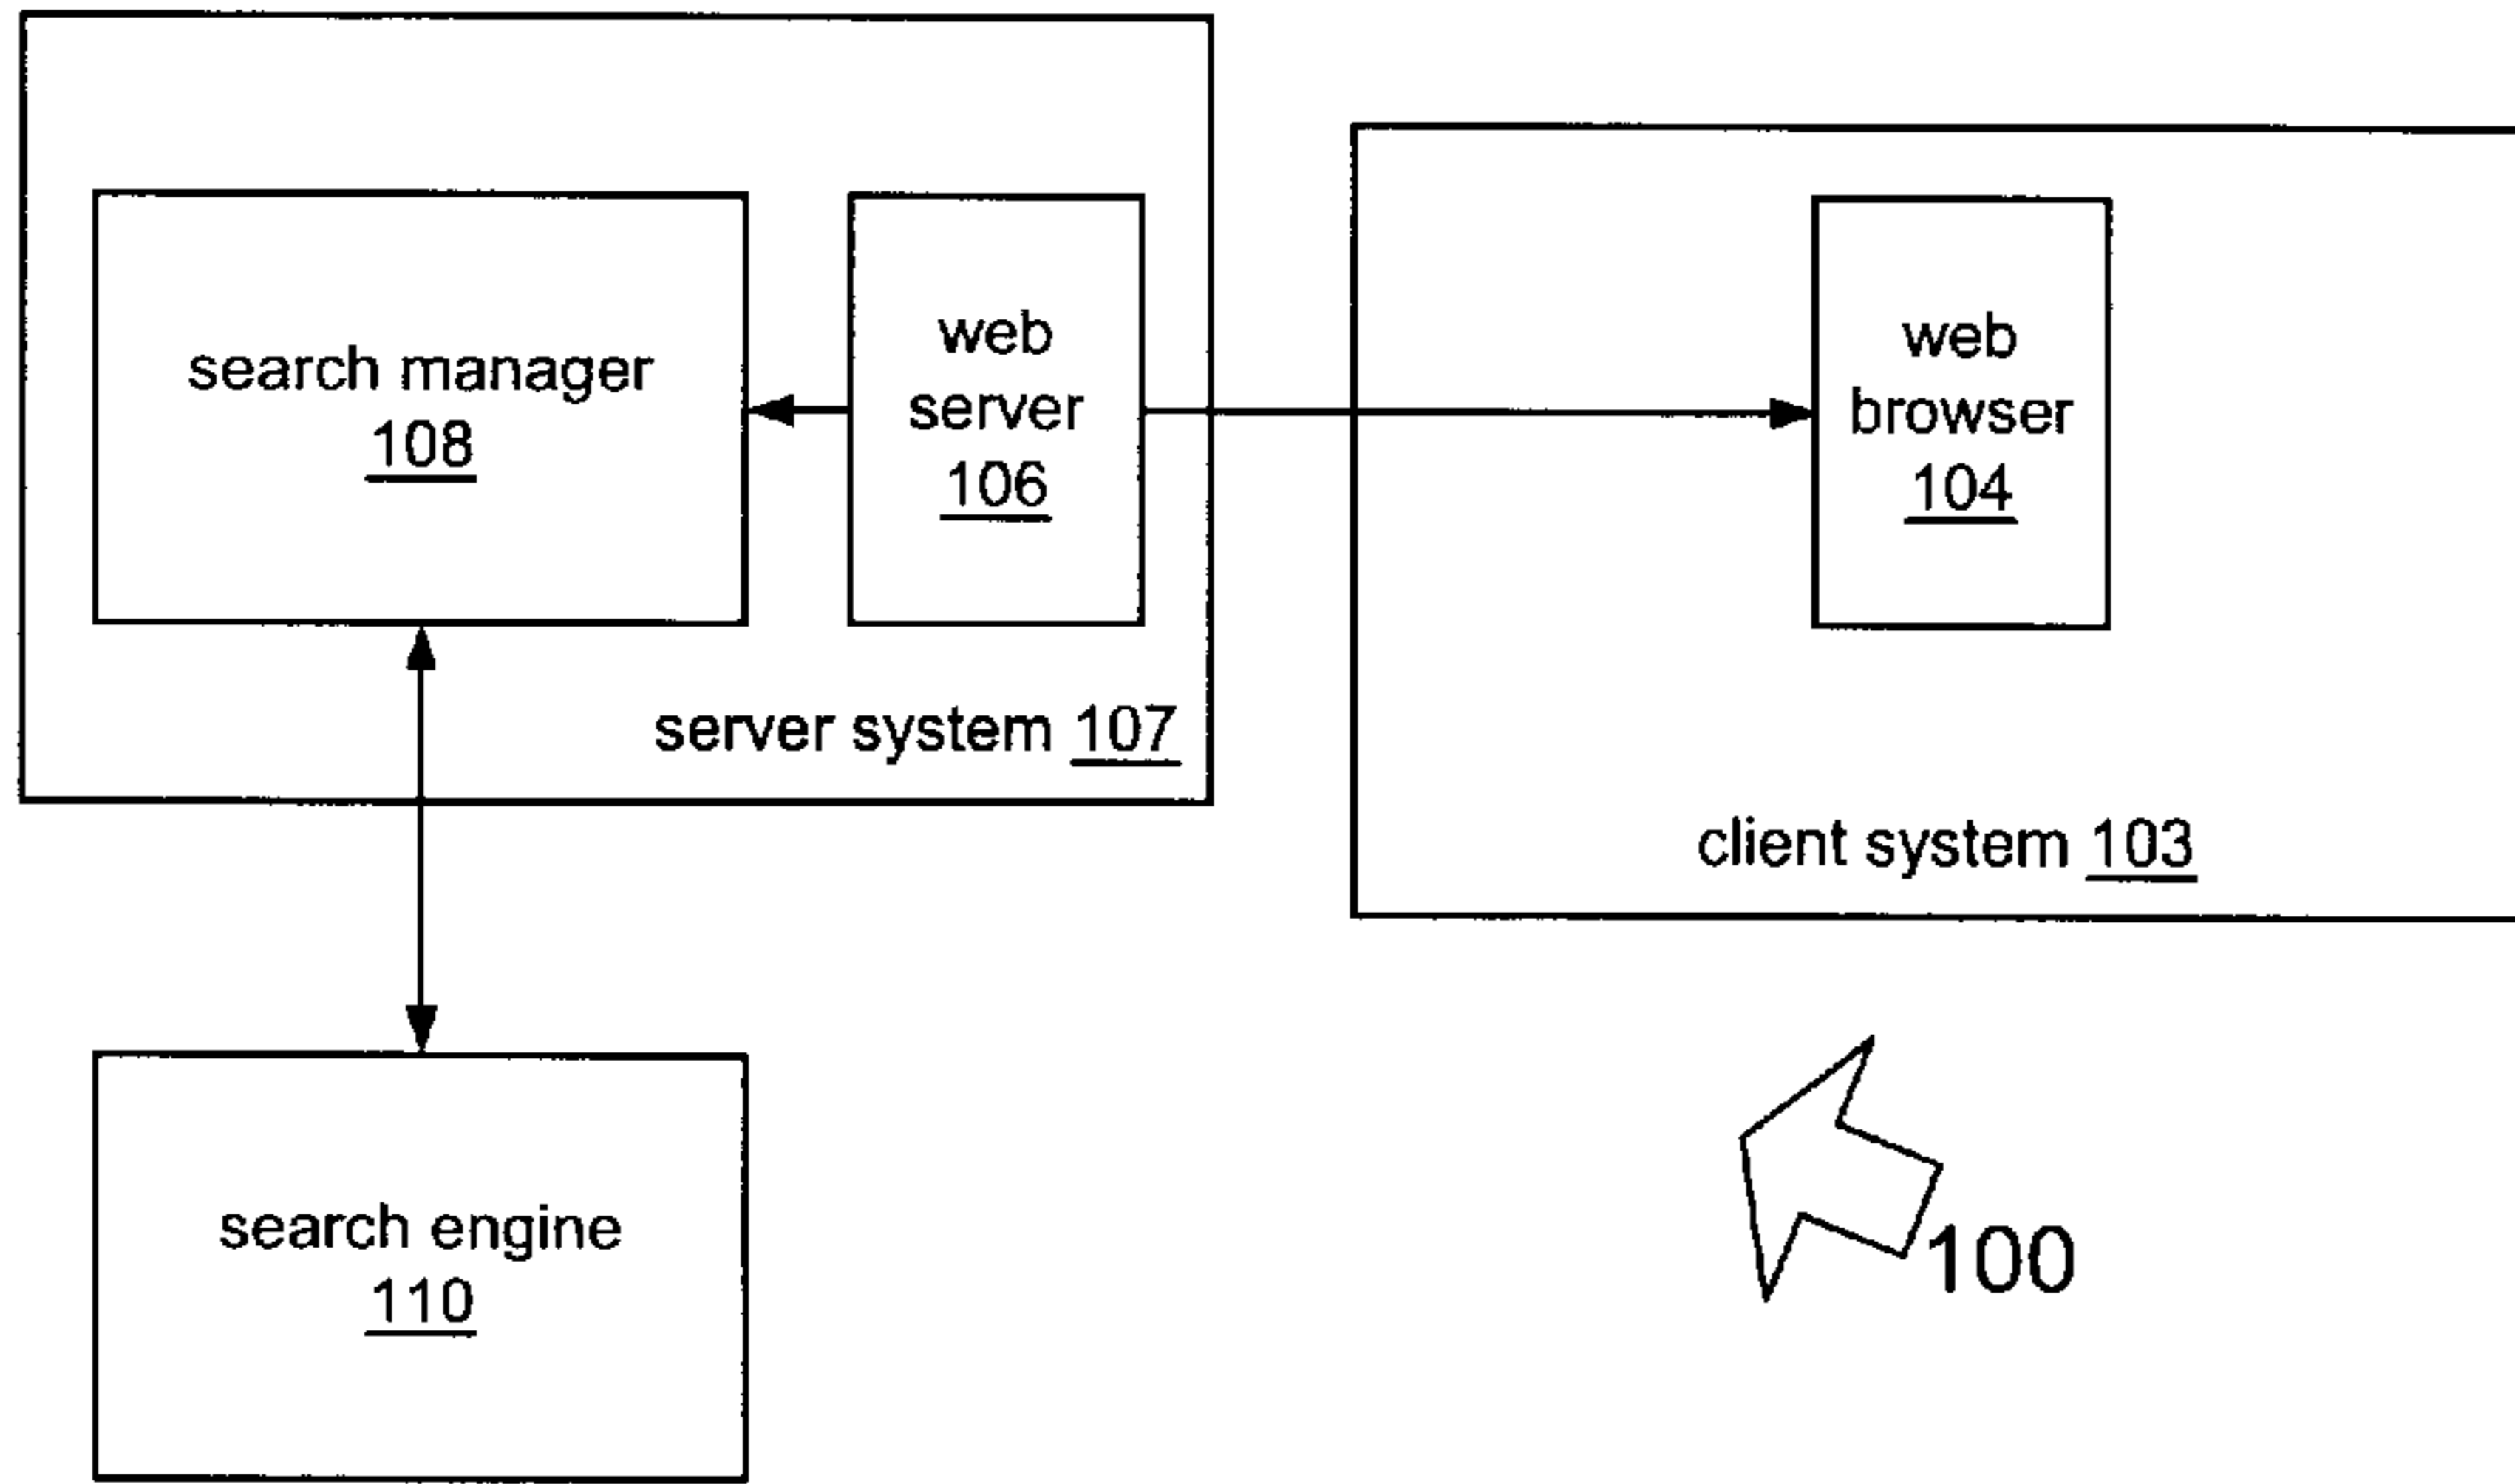 search manager
108
web
server
106
server system 107
web
browser
104
client system 103
search engine
110
100